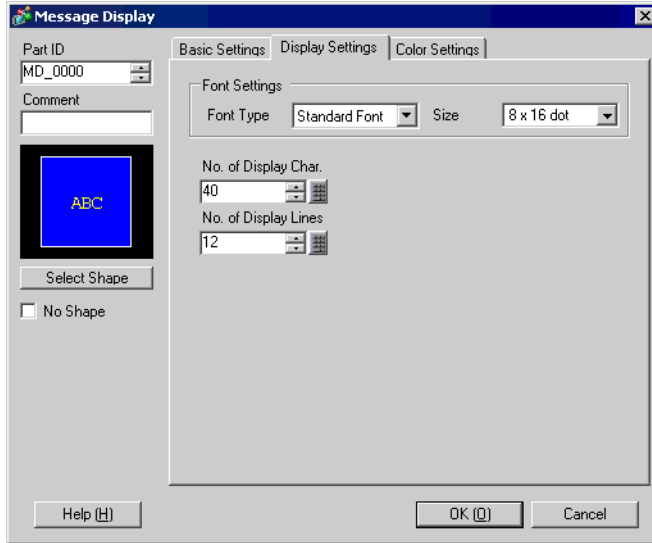 Message Display
Part ID
MD_0000
Comment
ABC
Select Shape
No Shape
Help (H)
Basic Settings Display Settings Color Settings
Font Settings
Font Type Standard Font Size 8 x 16 dot
No. of Display Char.
40
No. of Display Lines
12
OK (O) Cancel